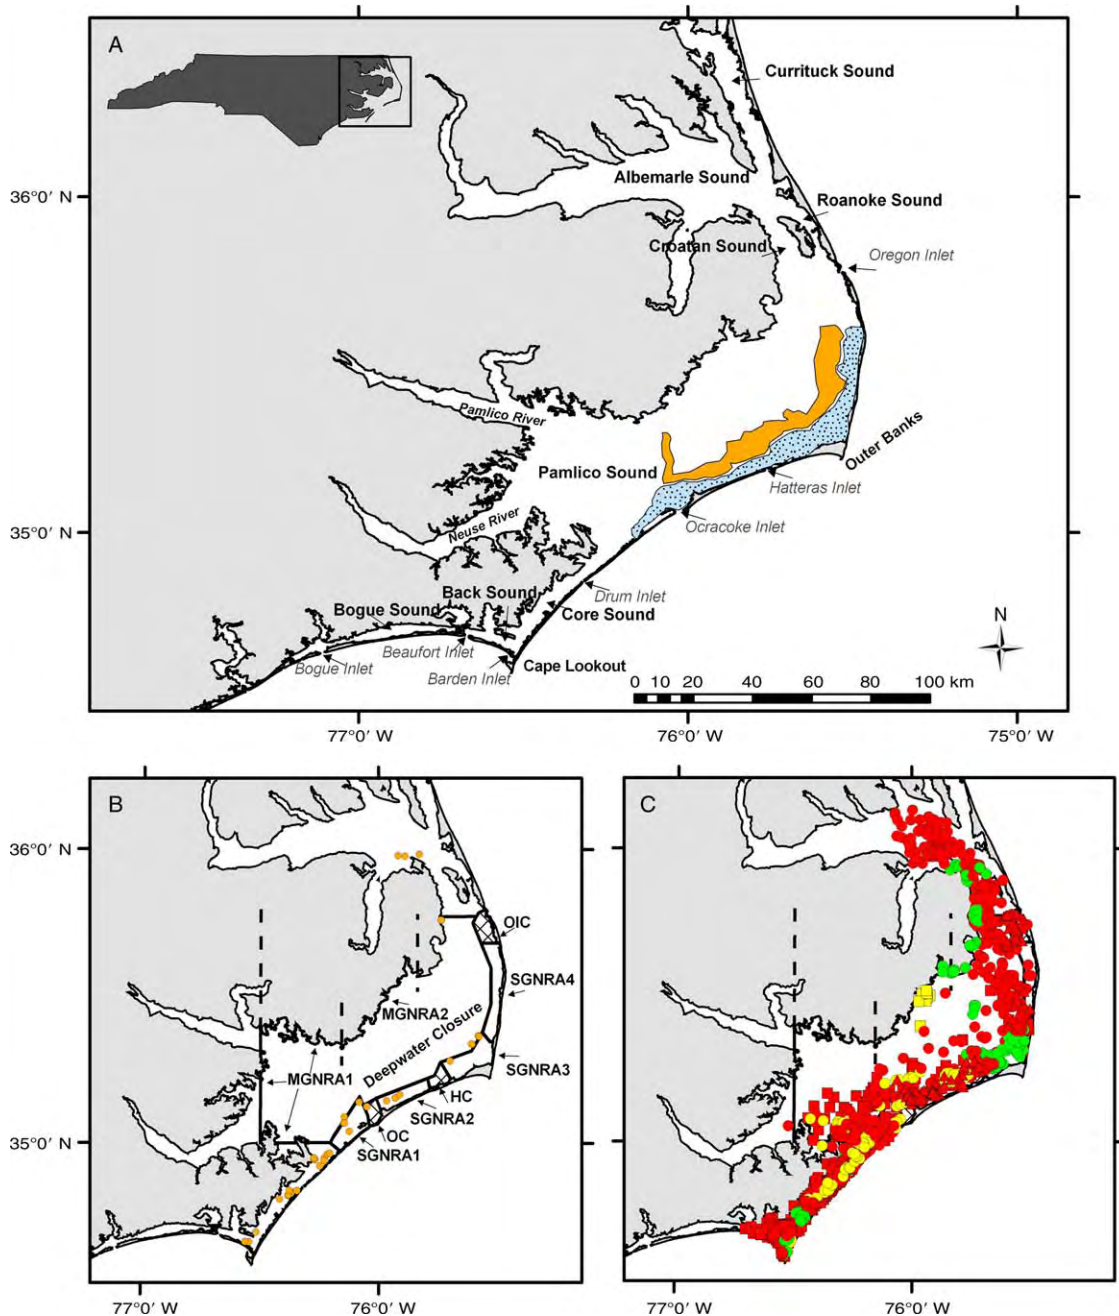 A
Currituck Sound
Albemarle Sound
36°0′ N
Roanoke Sound
Croatan Sound
Oregon Inlet
Pamlico River
Outer Banks
Pamlico Sound
Hatteras Inlet
Neuse River
Ocracoke Inlet
35°0′ N
Drum Inlet
Back Sound
Bogue Sound
Core Sound
N
Beaufort Inlet
Bogue Inlet
Barden Inlet
Cape Lookout
0 10 20 40 60 80 100 km
77°0′ W 76°0′ W 75°0′ W
B
36°0′ N
OIC
SGNRA4
MGNRA2
Deepwater Closure
SGNRA3
MGNRA1
HC
SGNRA2
OC
SGNRA1
35°0′ N
77°0′ W 76°0′ W
C
77°0′ W 76°0′ W